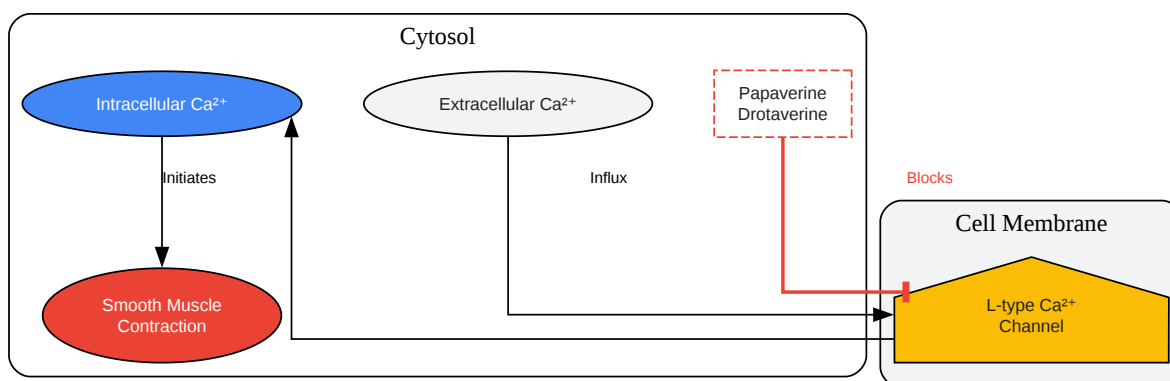 Cytosol
Intracellular Ca²⁺
Extracellular Ca²⁺
Papaverine
Drotaverine
Initiates
Influx
Blocks
Cell Membrane
Smooth Muscle
Contraction
L-type Ca²⁺
Channel